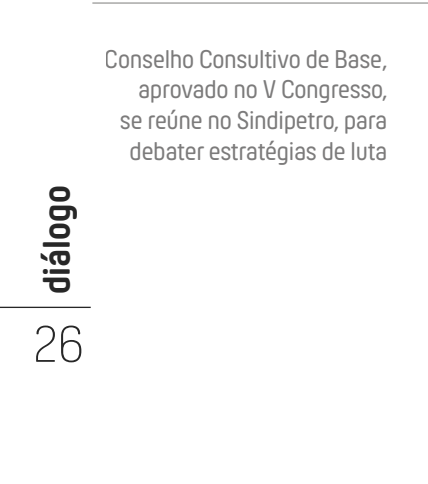 Conselho Consultivo de Base,
aprovado no V Congresso,
se reúne no Sindipetro, para
debater estratégias de luta
diálogo
26